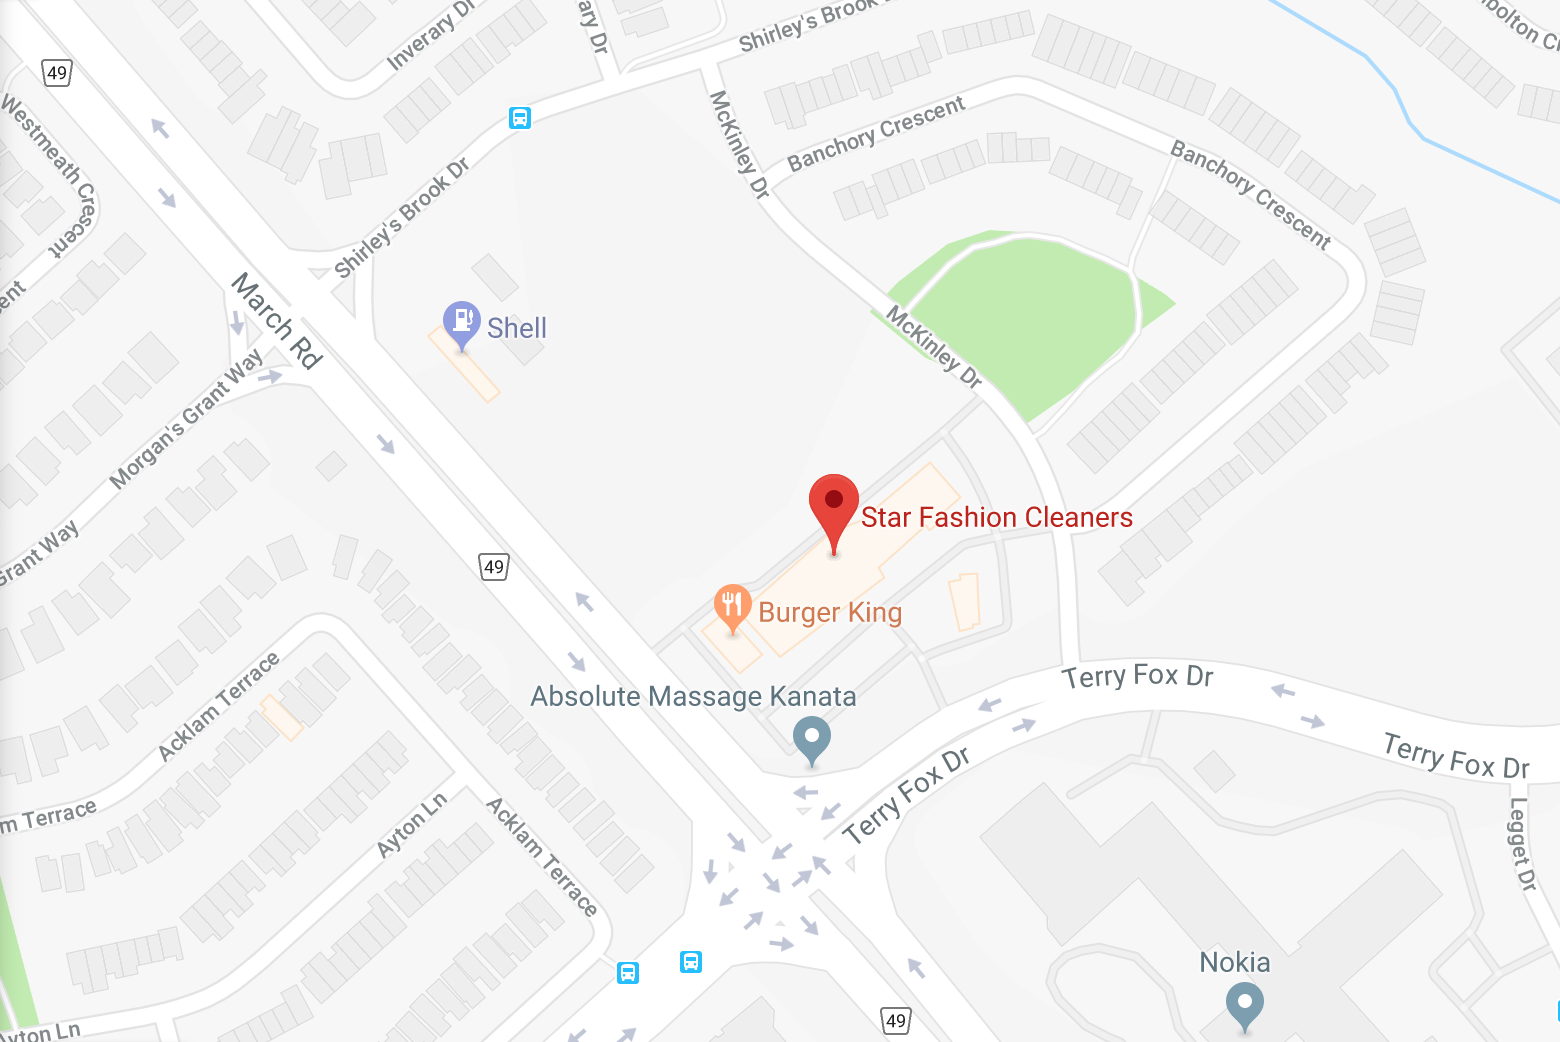 Inverary Dr
ary Dr
Shirley's Brook
bolton Cr
49
Westmeath Crescent
McKinley Dr
Banchory Crescent
Banchory Crescent
Shirley's Brook Dr
ent
March Rd
Shell
McKinley Dr
Morgan's Grant Way
Star Fashion Cleaners
Grant Way
49
Burger King
Acklam Terrace
Absolute Massage Kanata
Terry Fox Dr
Terry Fox Dr
Terry Fox Dr
m Terrace
Ayton Ln
Acklam Terrace
Legget Dr
Nokia
49
Ayton Ln